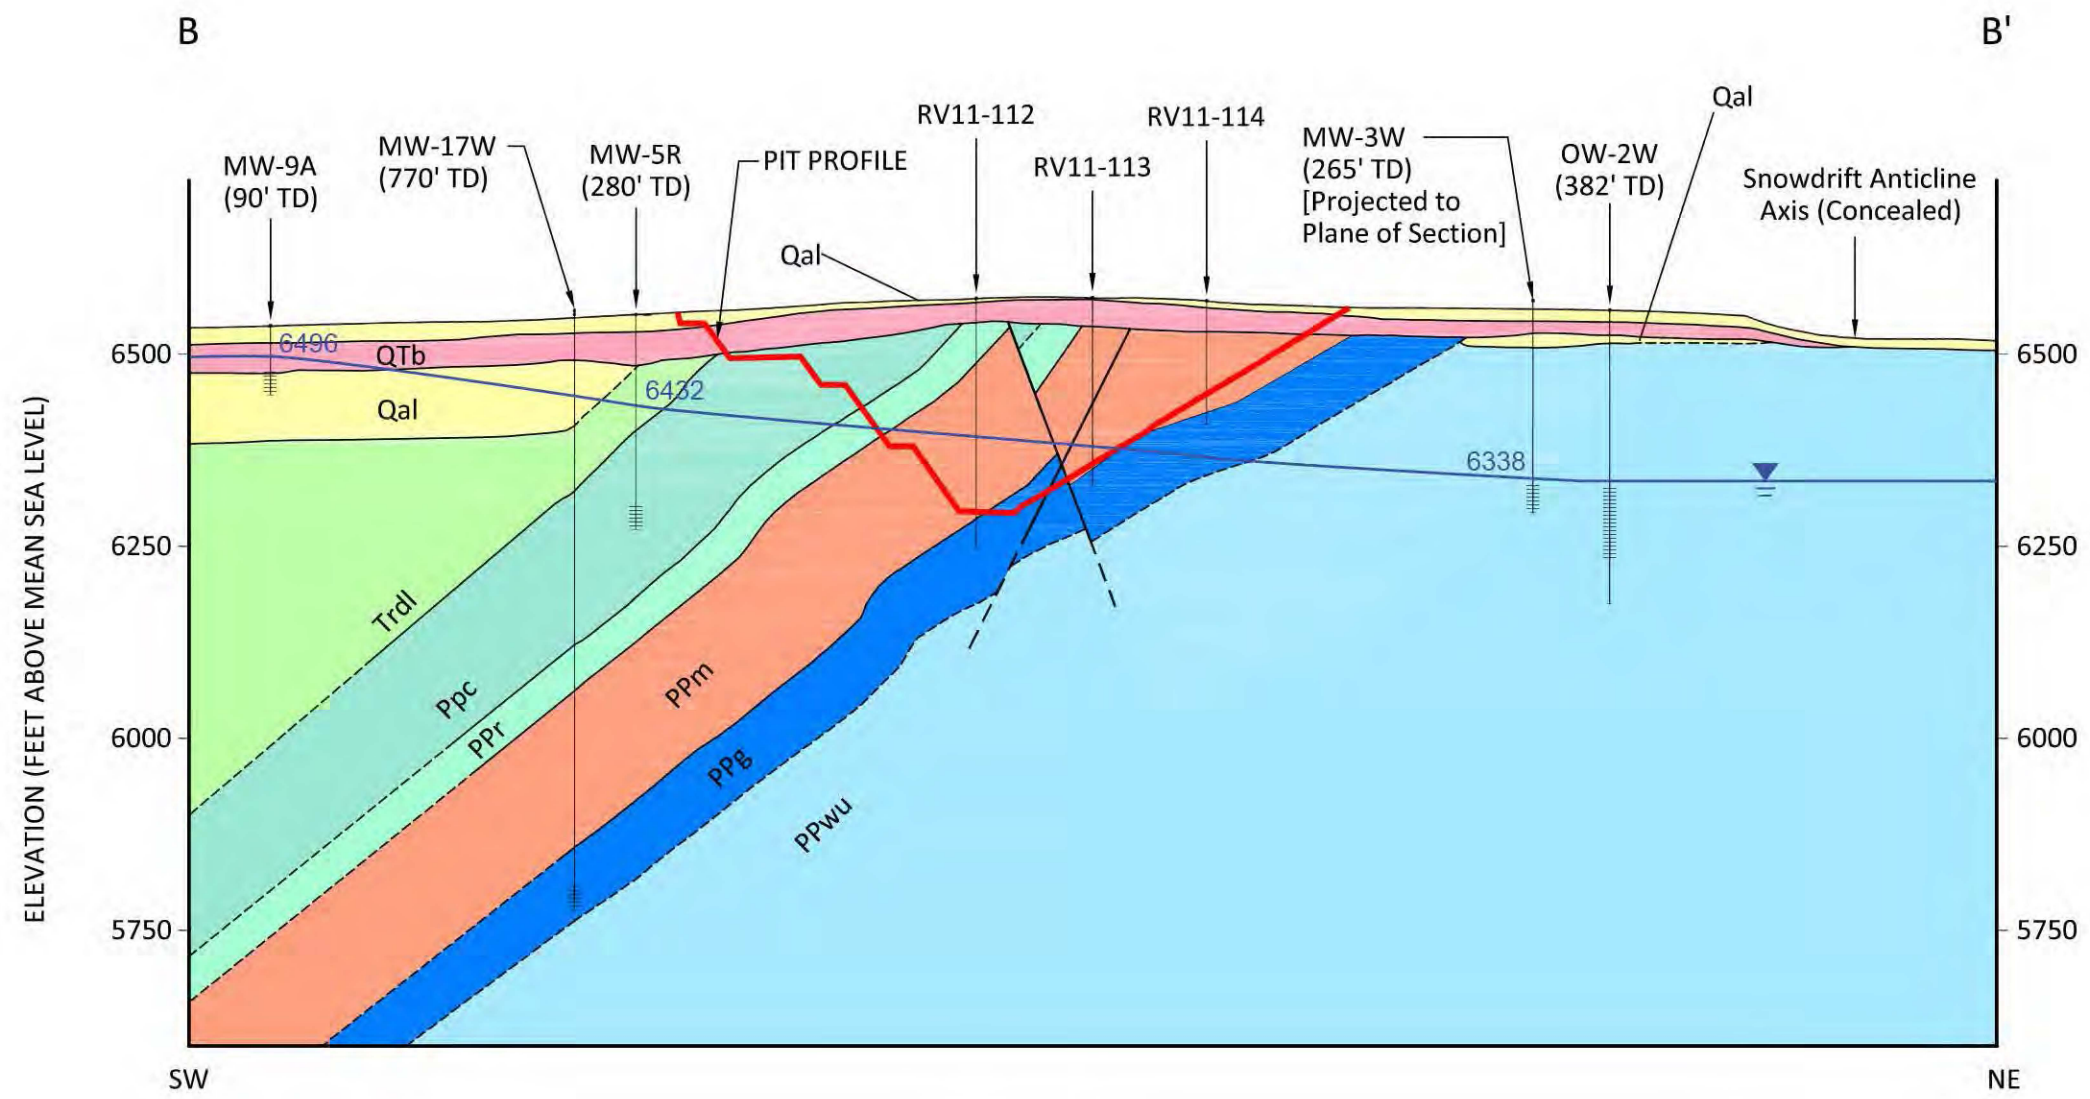 B
B'
Qal
RV11-112
RV11-114
MW-3W
(265' TD)
[Projected to
Plane of Section]
MW-17W
(770' TD)
MW-5R
(280' TD)
PIT PROFILE
MW-9A
(90' TD)
RV11-113
OW-2W
(382' TD)
Snowdrift Anticline
Axis (Concealed)
Qal
6500
6496
QTb
6500
6432
Qal
6338
6250
6250
Trdl
Ppc
PPm
PPr
6000
6000
PPg
PPwu
5750
5750
ELEVATION (FEET ABOVE MEAN SEA LEVEL)
SW
NE